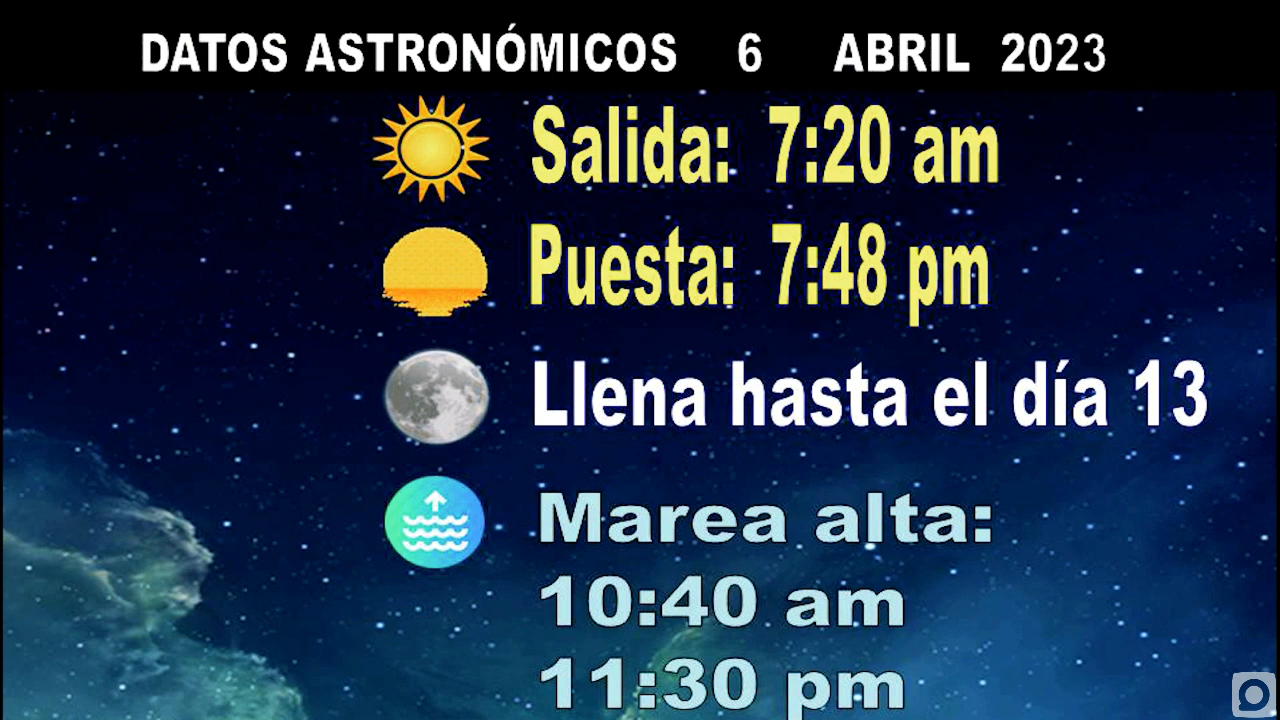 DATOS ASTRONÓMICOS 6 ABRIL 2023
Salida: 7:20 am
Puesta: 7:48 pm
Llena hasta el día 13
Marea alta:
10:40 am
11:30 pm